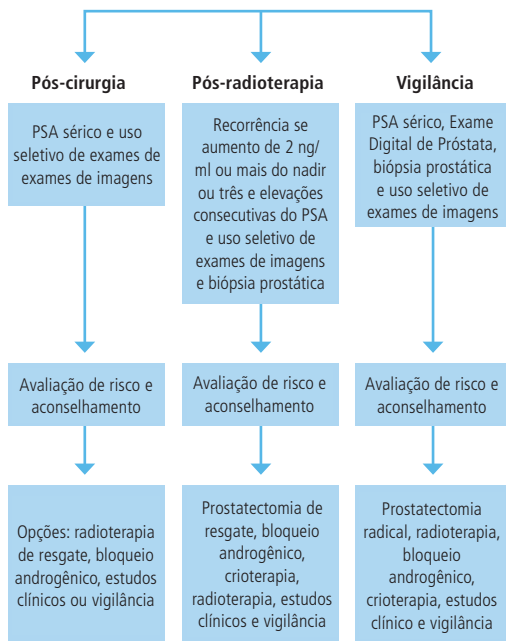 Pós-cirurgia
PSA sérico e uso
seletivo de exames de
exames de imagens
Avaliação de risco e
aconselhamento
Opções: radioterapia
de resgate, bloqueio
androgênico, estudos
clínicos ou vigilância
Pós-radioterapia
Recorrência se
aumento de 2 ng/
ml ou mais do nadir
ou três e elevações
consecutivas do PSA
e uso seletivo de
exames de imagens
e biópsia prostática
Avaliação de risco e
aconselhamento
Prostatectomia de
resgate, bloqueio
androgênico,
crioterapia,
radioterapia, estudos
clínicos e vigilância
Vigilância
PSA sérico, Exame
Digital de Próstata,
biópsia prostática
e uso seletivo de
exames de imagens
Avaliação de risco e
aconselhamento
Prostatectomia
radical, radioterapia,
bloqueio
androgênico,
crioterapia, estudos
clínico e vigilância